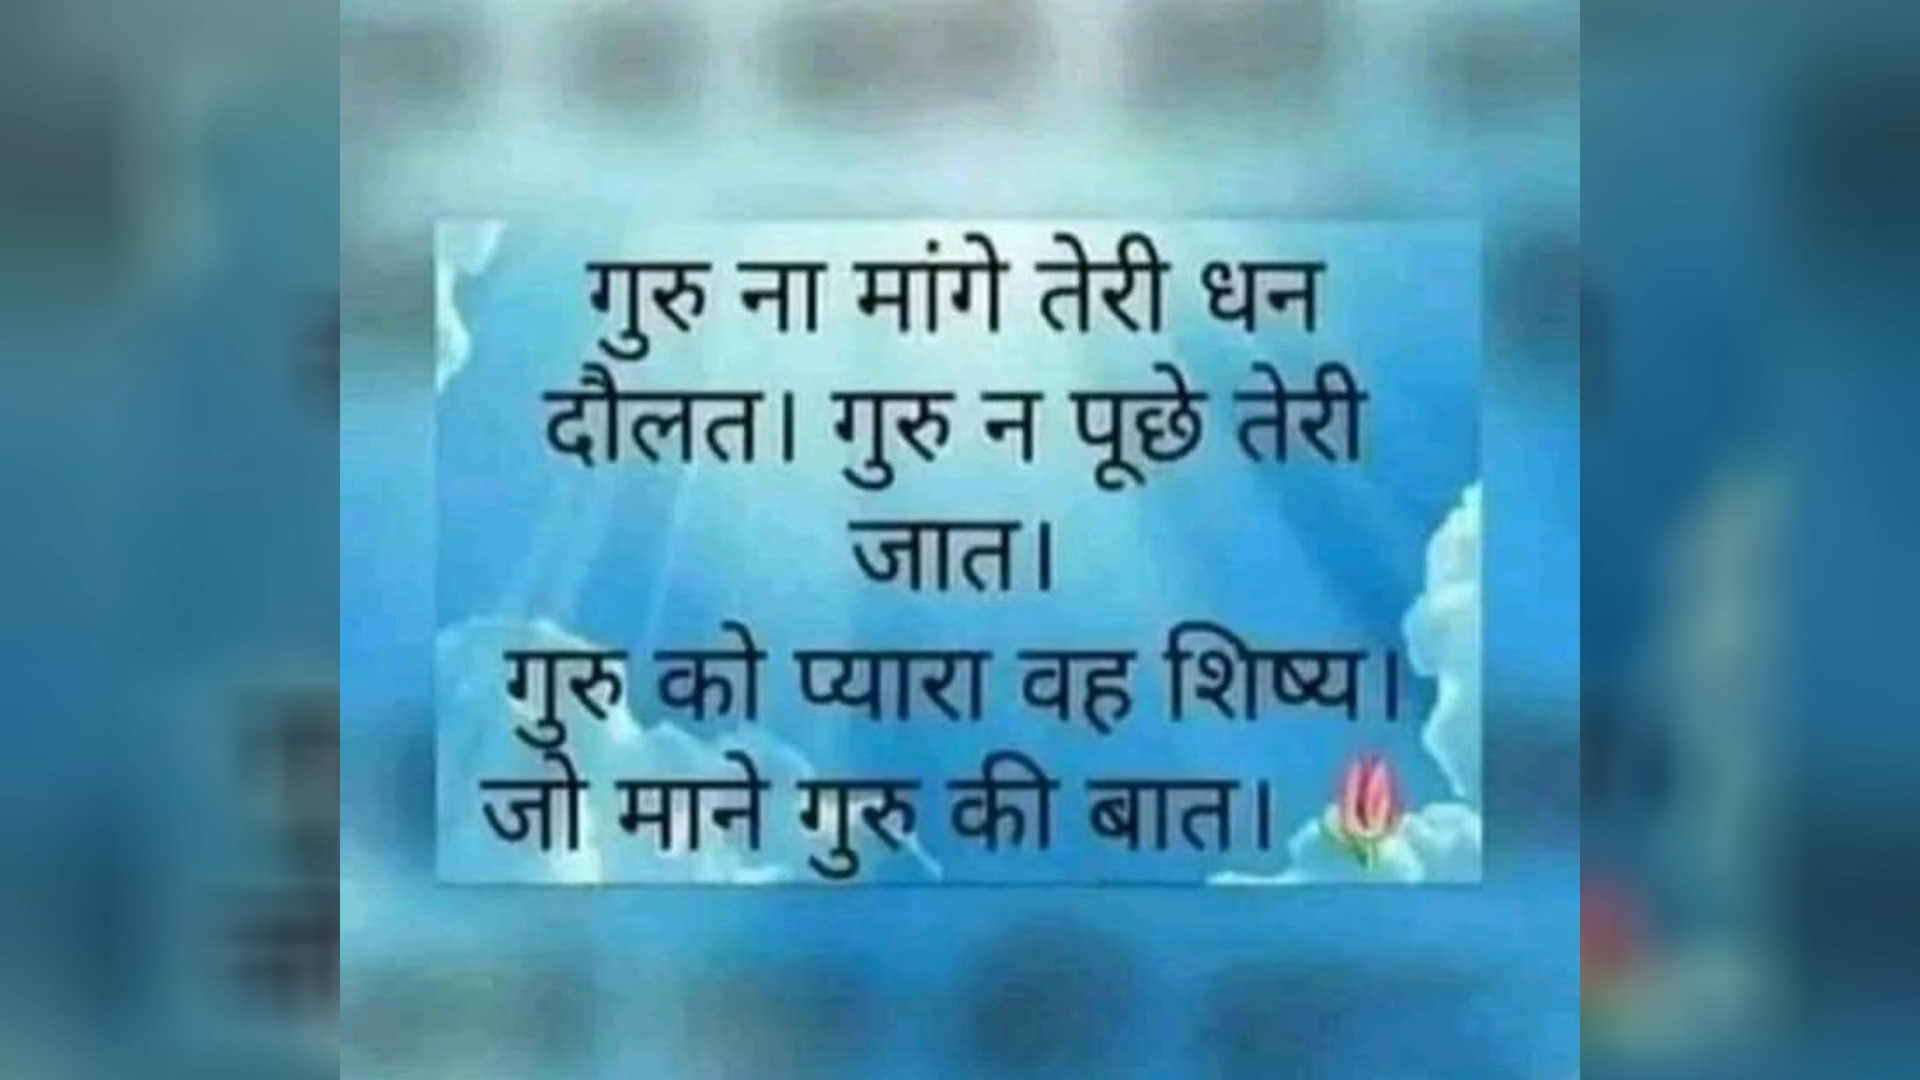 गुरु ना मांगे तेरी धन
दौलत। गुरु न पूछे तेरी
जात।
गुरु को प्यारा वह शिष्य।
जो माने गुरु की बात। 🌷